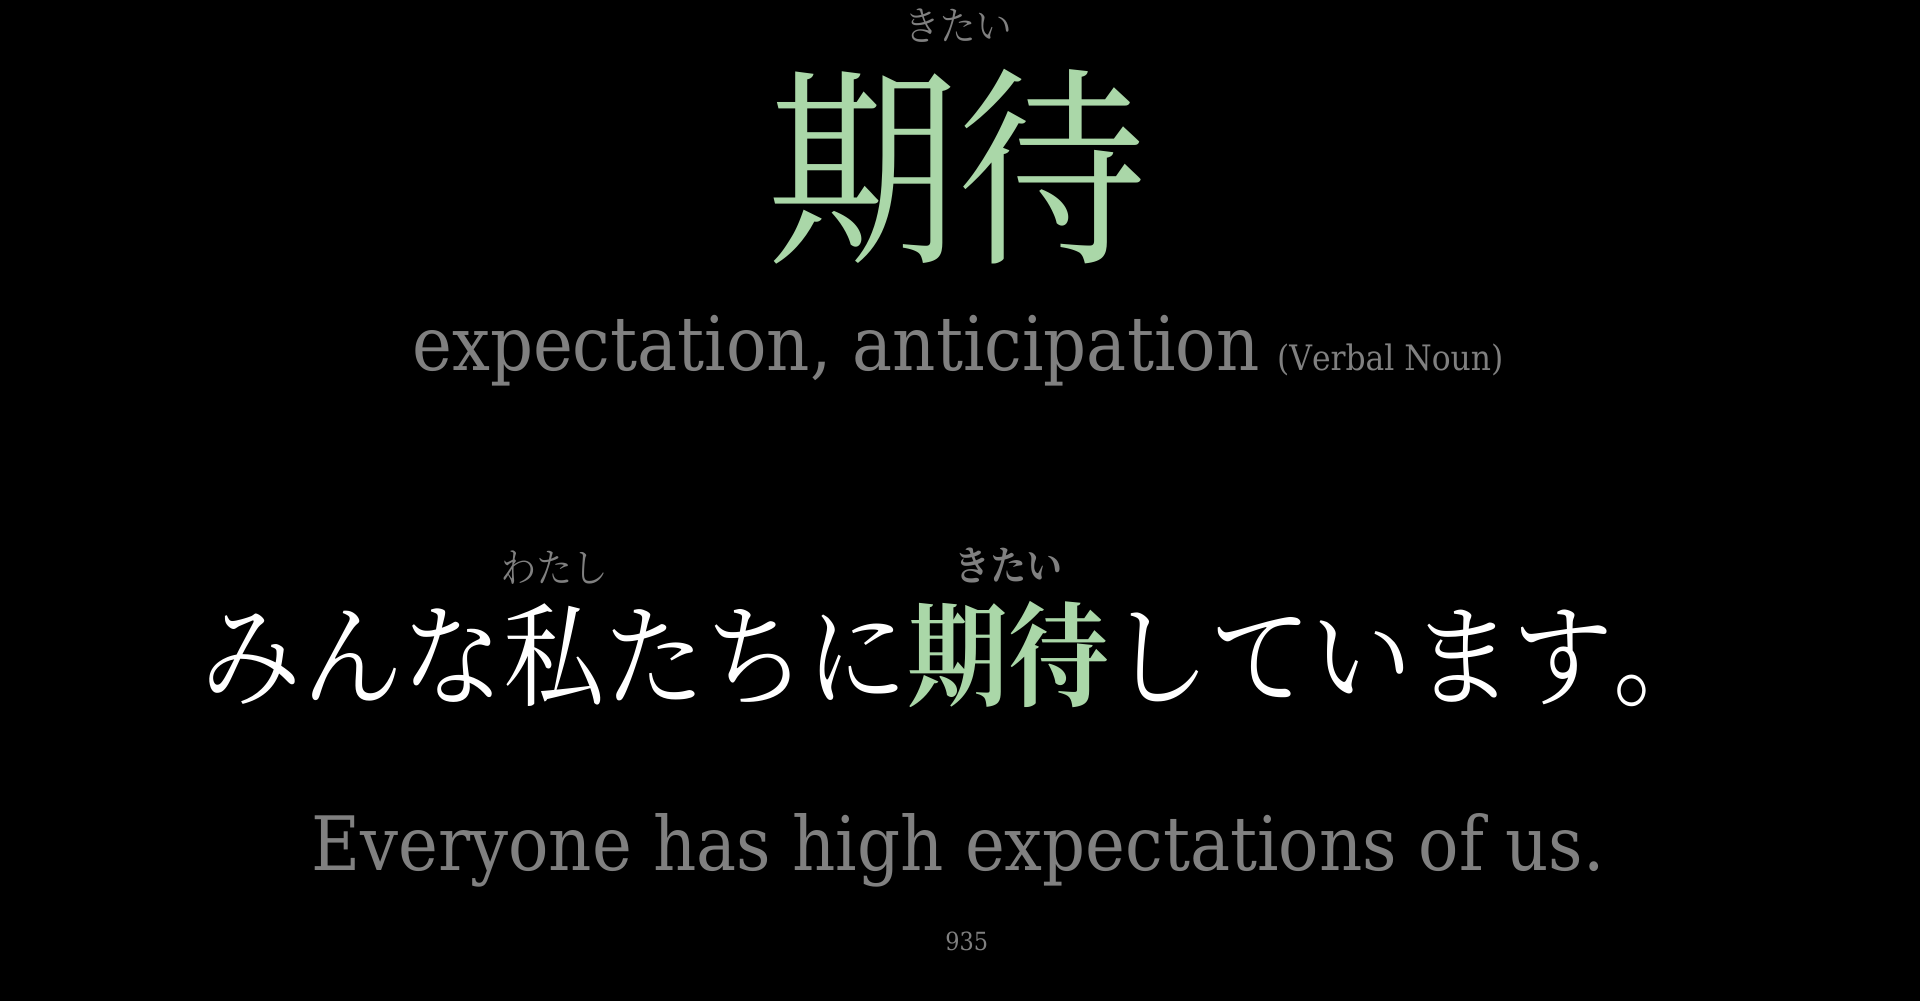 きたい
期待
expectation, anticipation (Verbal Noun)
わたし きたい
みんな私たちに期待しています。
Everyone has high expectations of us.
935